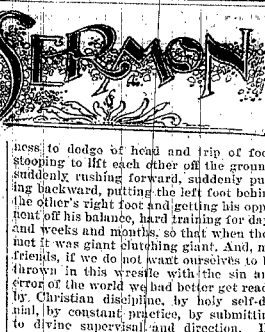 SERMON
ness to dodge of head and trip of foo
stooping to lift each other off the groun
suddenly rushing forward, suddenly pu
ing backward, putting the left foot behin
the other's right foot and getting his opp
nent off his balance, hard training for day
and weeks and months, so that when the
met it was giant clutching giant. And, m
friends, if we do not want ourselves to b
thrown in this wrestle with the sin an
error of the world we had better get read
by Christian discipline, by holy self-d
nial, by constant practice, by submittin
to divine supervisal and direction.